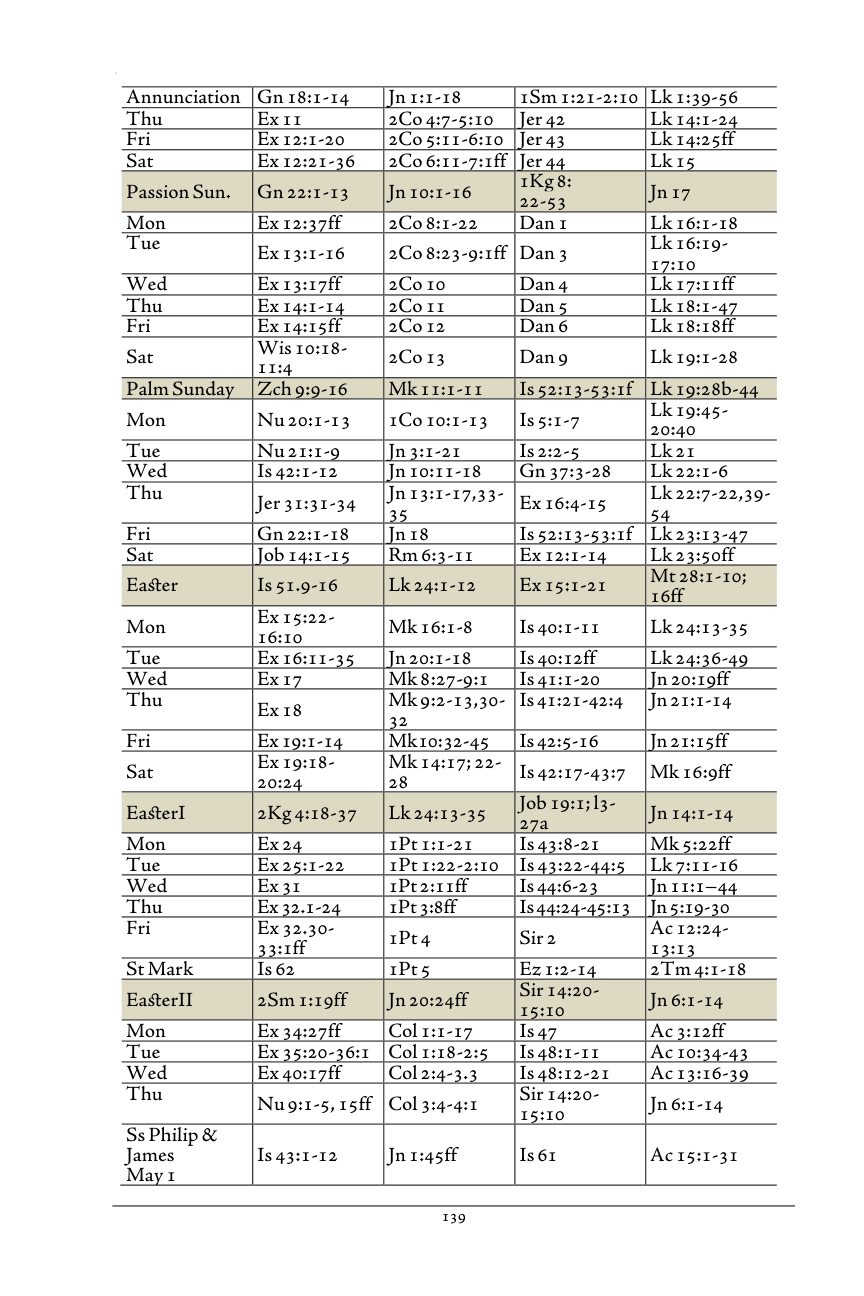 Annunciation Gn 18:1-14 Jn 1:1-18 1Sm 1:21-2:10 Lk 1:39-56
Thu Ex 11 2Co 4:7-5:10 Jer 42 Lk 14:1-24
Fri Ex 12:1-20 2Co 5:11-6:10 Jer 43 Lk 14:25ff
Sat Ex 12:21-36 2Co 6:11-7:1ff Jer 44 Lk 15
Passion Sun. Gn 22:1-13 Jn 10:1-16 1Kg 8:
22-53 Jn 17
Mon Ex 12:37ff 2Co 8:1-22 Dan 1 Lk 16:1-18
Tue Ex 13:1-16 2Co 8:23-9:1ff Dan 3 Lk 16:19-
17:10
Wed Ex 13:17ff 2Co 10 Dan 4 Lk 17:11ff
Thu Ex 14:1-14 2Co 11 Dan 5 Lk 18:1-47
Fri Ex 14:15ff 2Co 12 Dan 6 Lk 18:18ff
Sat Wis 10:18-
11:4 2Co 13 Dan 9 Lk 19:1-28
Palm Sunday Zch 9:9-16 Mk 11:1-11 Is 52:13-53:1f Lk 19:28b-44
Mon Nu 20:1-13 1Co 10:1-13 Is 5:1-7 Lk 19:45-
20:40
Tue Nu 21:1-9 Jn 3:1-21 Is 2:2-5 Lk 21
Wed Is 42:1-12 Jn 10:11-18 Gn 37:3-28 Lk 22:1-6
Thu Jer 31:31-34 Jn 13:1-17,33-
35 Ex 16:4-15 Lk 22:7-22,39-
54
Fri Gn 22:1-18 Jn 18 Is 52:13-53:1f Lk 23:13-47
Sat Job 14:1-15 Rm 6:3-11 Ex 12:1-14 Lk 23:50ff
Easter Is 51.9-16 Lk 24:1-12 Ex 15:1-21 Mt 28:1-10;
16ff
Mon Ex 15:22-
16:10 Mk 16:1-8 Is 40:1-11 Lk 24:13-35
Tue Ex 16:11-35 Jn 20:1-18 Is 40:12ff Lk 24:36-49
Wed Ex 17 Mk 8:27-9:1 Is 41:1-20 Jn 20:19ff
Thu Ex 18 Mk 9:2-13,30-
32 Is 41:21-42:4 Jn 21:1-14
Fri Ex 19:1-14 Mk10:32-45 Is 42:5-16 Jn 21:15ff
Sat Ex 19:18-
20:24 Mk 14:17; 22-
28 Is 42:17-43:7 Mk 16:9ff
EasterI 2Kg 4:18-37 Lk 24:13-35 Job 19:1; l3-
27a Jn 14:1-14
Mon Ex 24 1Pt 1:1-21 Is 43:8-21 Mk 5:22ff
Tue Ex 25:1-22 1Pt 1:22-2:10 Is 43:22-44:5 Lk 7:11-16
Wed Ex 31 1Pt 2:11ff Is 44:6-23 Jn 11:1–44
Thu Ex 32.1-24 1Pt 3:8ff Is 44:24-45:13 Jn 5:19-30
Fri Ex 32.30-
33:1ff 1Pt 4 Sir 2 Ac 12:24-
13:13
St Mark Is 62 1Pt 5 Ez 1:2-14 2Tm 4:1-18
EasterII 2Sm 1:19ff Jn 20:24ff Sir 14:20-
15:10 Jn 6:1-14
Mon Ex 34:27ff Col 1:1-17 Is 47 Ac 3:12ff
Tue Ex 35:20-36:1 Col 1:18-2:5 Is 48:1-11 Ac 10:34-43
Wed Ex 40:17ff Col 2:4-3.3 Is 48:12-21 Ac 13:16-39
Thu Nu 9:1-5, 15ff Col 3:4-4:1 Sir 14:20-
15:10 Jn 6:1-14
Ss Philip &
James
May 1 Is 43:1-12 Jn 1:45ff Is 61 Ac 15:1-31
139